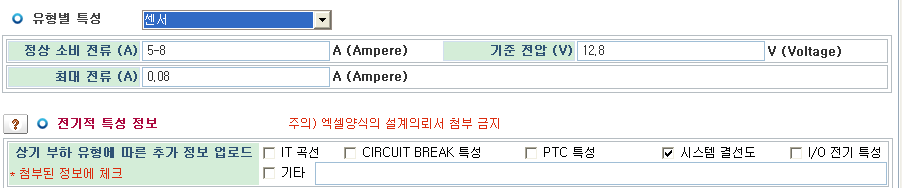 유형별 특성 센서
정상 소비 전류 (A) 5-8 A (Ampere) 기준 전압 (V) 12,8 V (Voltage)
최대 전류 (A) 0,08 A (Ampere)
? 전기적 특성 정보 주의) 엑셀양식의 설계의뢰서 첨부 금지
상기 부하 유형에 따른 추가 정보 업로드 IT 곡선 CIRCUIT BREAK 특성 PTC 특성 시스템 결선도 I/O 전기 특성
* 첨부된 정보에 체크 기타